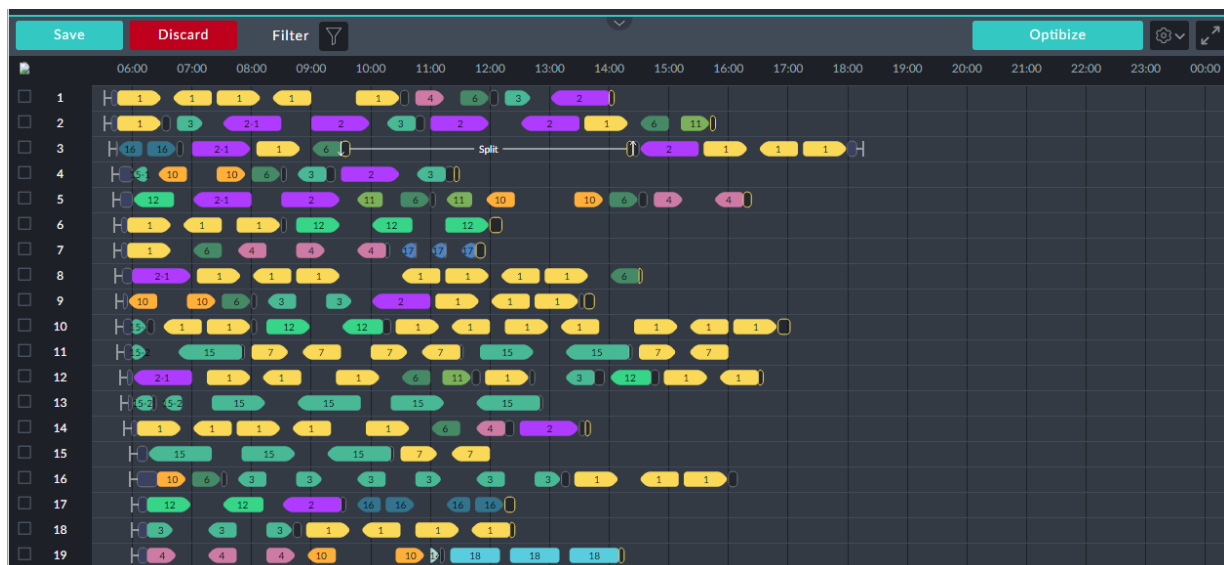 Save Discard Filter Optibize
06:00 07:00 08:00 09:00 10:00 11:00 12:00 13:00 14:00 15:00 16:00 17:00 18:00 19:00 20:00 21:00 22:00 23:00 00:00
1 1 1 1 1 1 4 6 3 2
2 1 3 2-1 2 3 2 2 1 6 11
3 16 16 2-1 1 6 Split 2 1 1 1
4 10 10 6 3 2 3
5 12 2-1 2 11 6 11 10 10 6 4 4
6 1 1 1 12 12 12
7 1 6 4 4 4 17 17 17
8 2-1 1 1 1 1 1 1 1 6
9 10 10 6 3 3 2 1 1 1
10 1 1 12 12 1 1 1 1 1 1 1
11 15 7 7 7 7 15 15 7 7
12 2-1 1 1 1 6 11 1 3 12 1 1
13 15 15 15 15
14 1 1 1 1 1 6 4 2
15 15 15 15 7 7
16 10 6 3 3 3 3 3 3 1 1 1
17 12 12 2 16 16 16 16
18 3 3 3 1 1 1 1
19 4 4 4 10 10 18 18 18